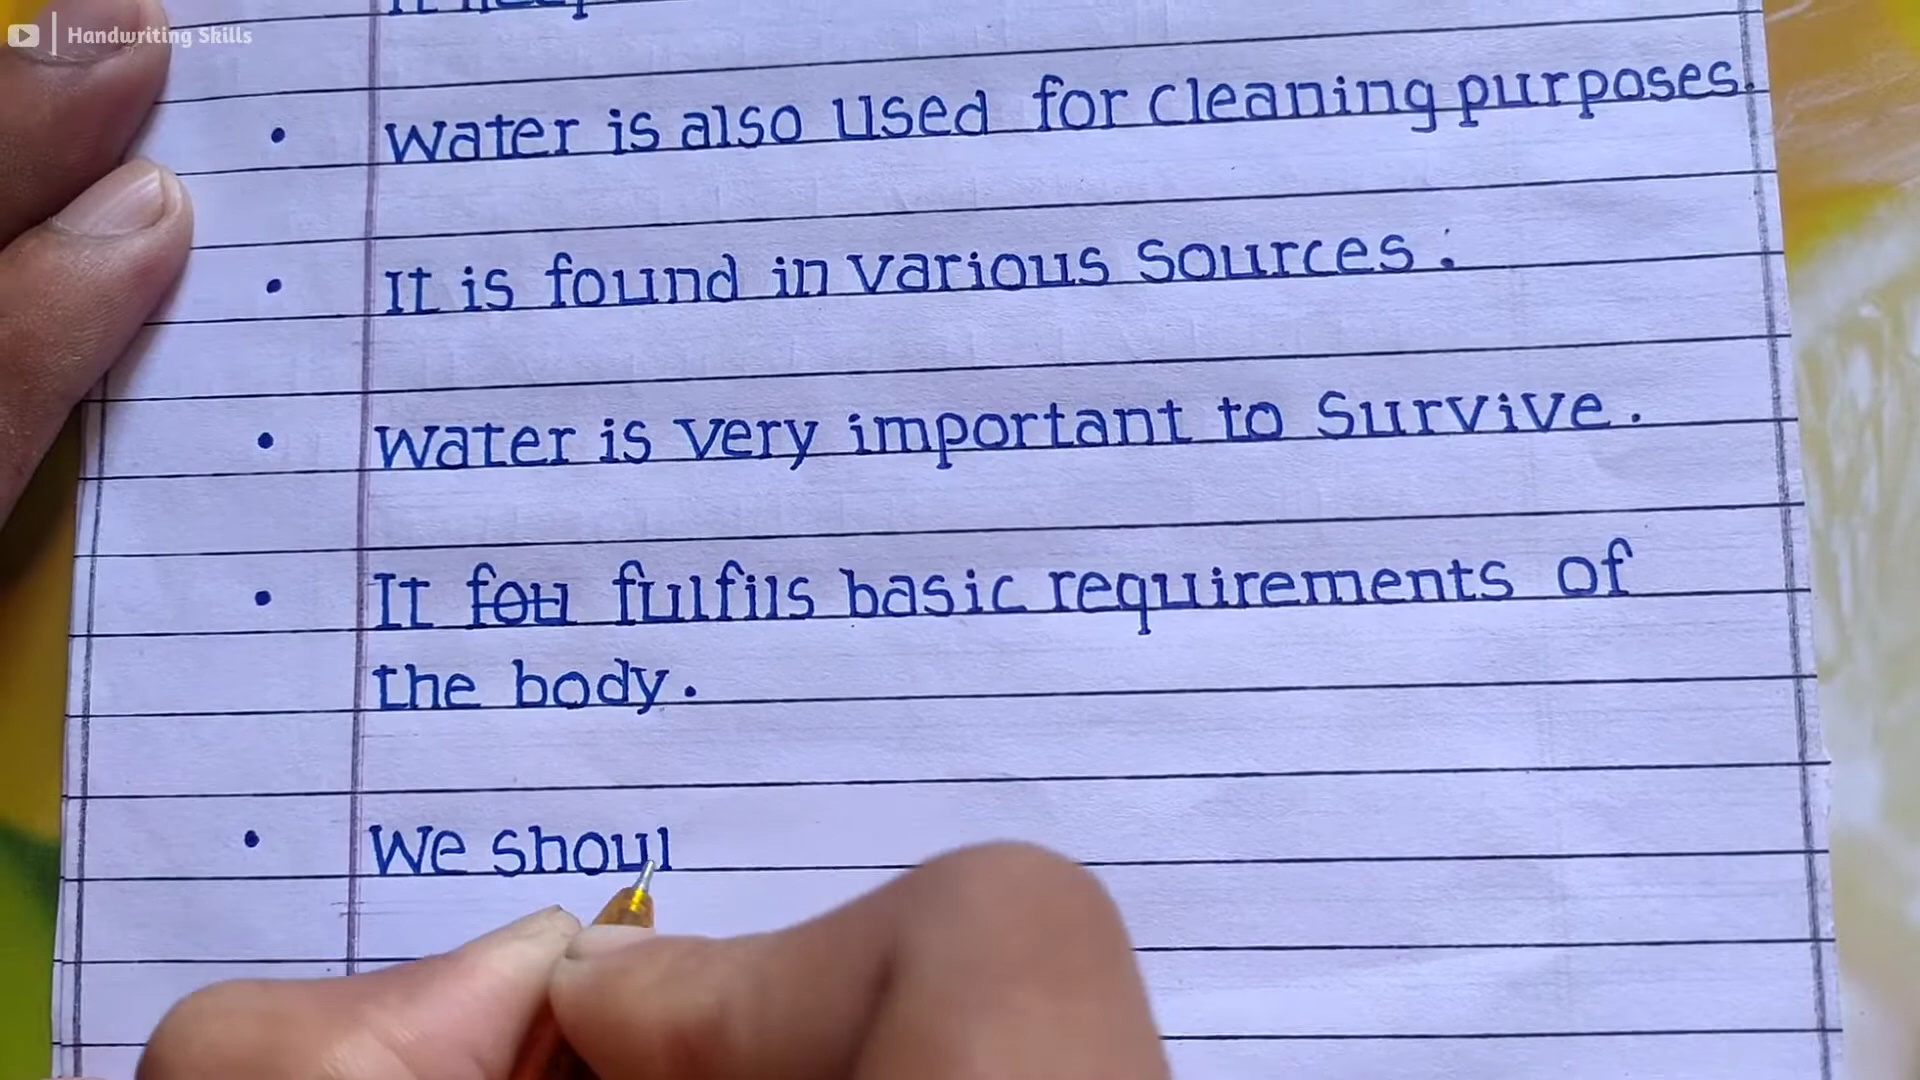 Handwriting Skills
• Water is also used for cleaning purposes.
• It is found in various sources.
• Water is very important to survive.
• It fou fulfils basic requirements of
the body.
• We shoul